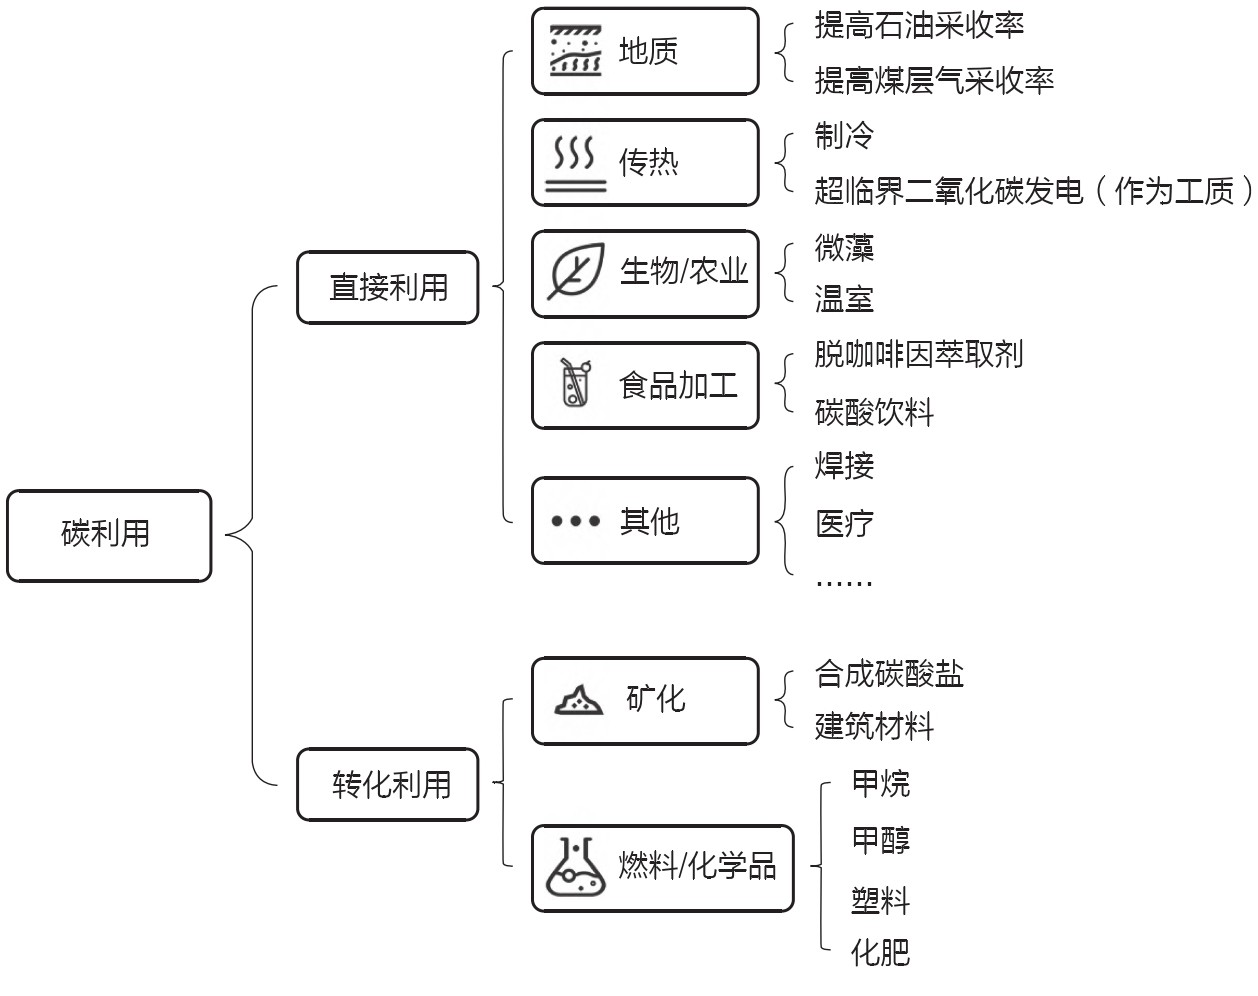 碳利用
直接利用
地质
提高石油采收率
提高煤层气采收率
传热
制冷
超临界二氧化碳发电（作为工质）
生物/农业
微藻
温室
食品加工
脱咖啡因萃取剂
碳酸饮料
其他
焊接
医疗
……
转化利用
矿化
合成碳酸盐
建筑材料
燃料/化学品
甲烷
甲醇
塑料
化肥